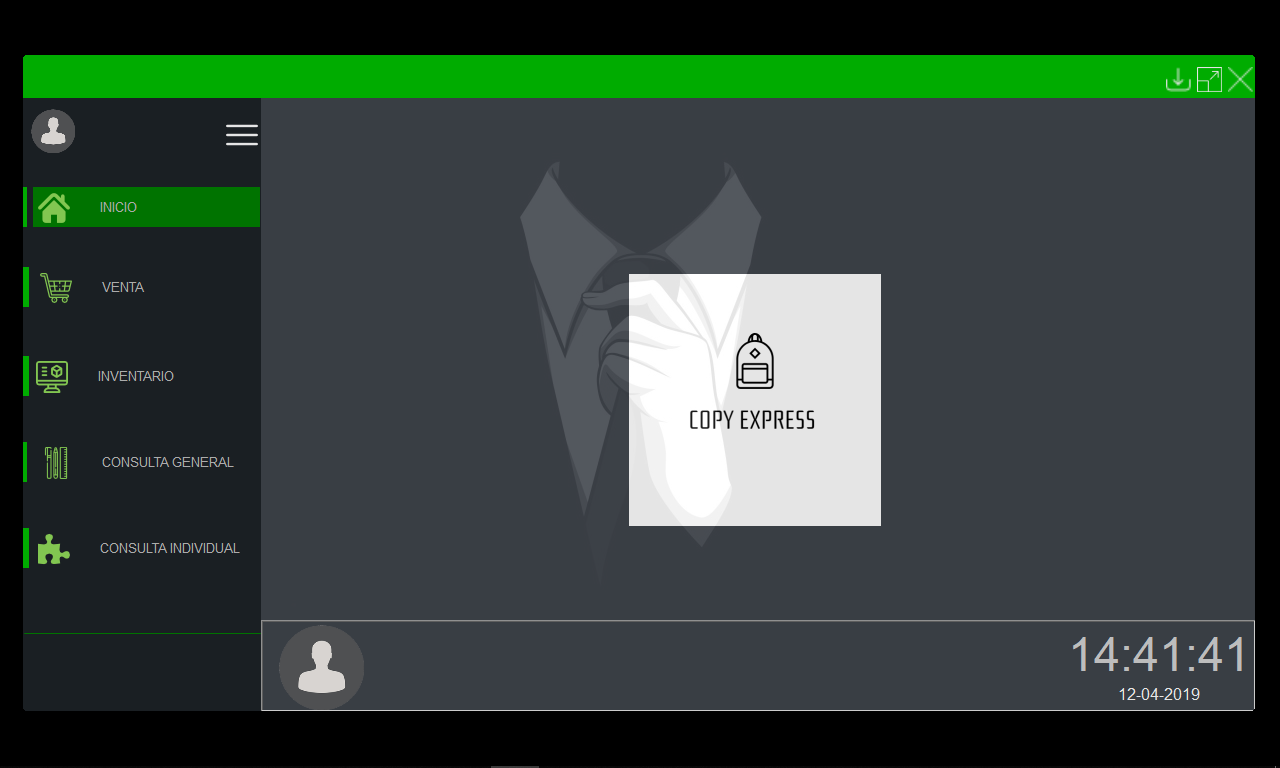 INICIO
VENTA
INVENTARIO
CONSULTA GENERAL
CONSULTA INDIVIDUAL
COPY EXPRESS
14:41:41
12-04-2019